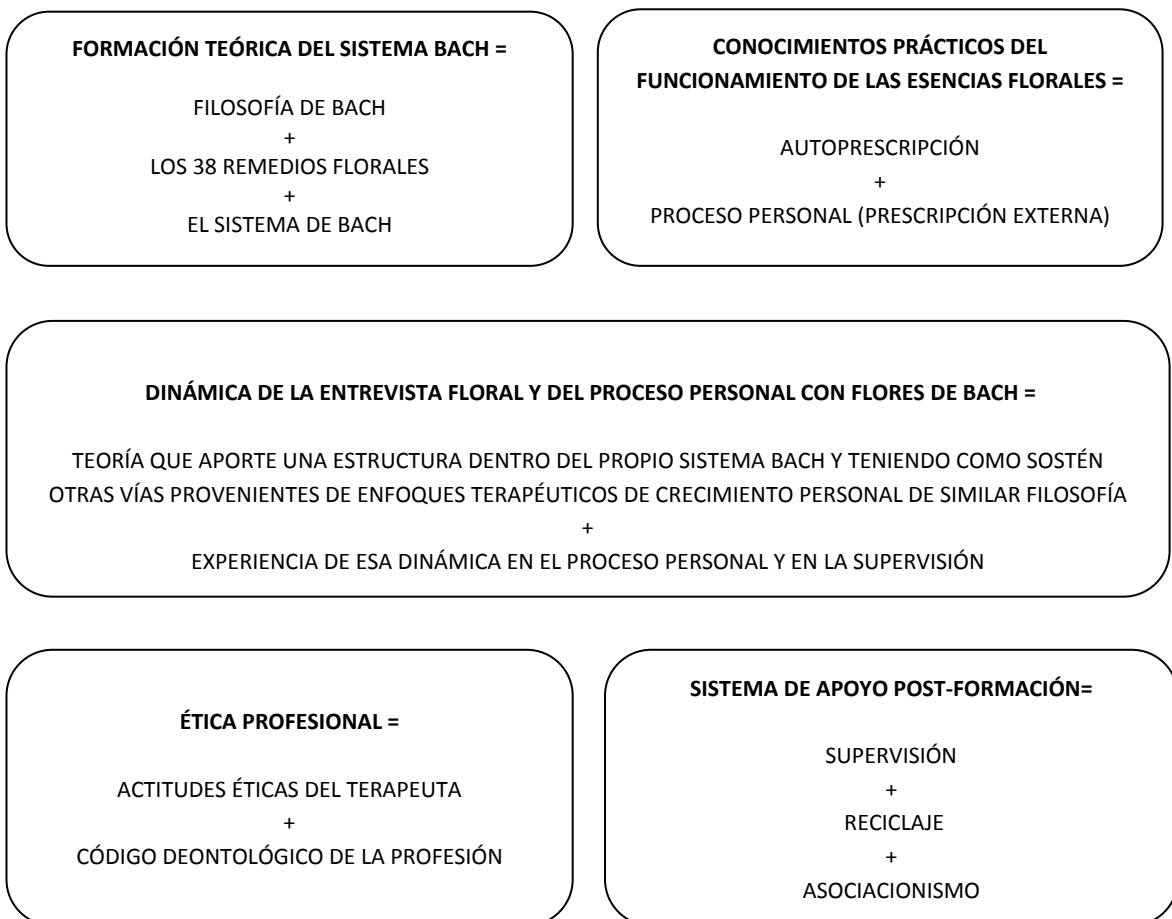 FORMACIÓN TEÓRICA DEL SISTEMA BACH =
FILOSOFÍA DE BACH
+
LOS 38 REMEDIOS FLORALES
+
EL SISTEMA DE BACH
CONOCIMIENTOS PRÁCTICOS DEL
FUNCIONAMIENTO DE LAS ESENCIAS FLORALES =
AUTOPRESCRIPCIÓN
+
PROCESO PERSONAL (PRESCRIPCIÓN EXTERNA)
DINÁMICA DE LA ENTREVISTA FLORAL Y DEL PROCESO PERSONAL CON FLORES DE BACH =
TEORÍA QUE APORTE UNA ESTRUCTURA DENTRO DEL PROPIO SISTEMA BACH Y TENIENDO COMO SOSTÉN
OTRAS VÍAS PROVENIENTES DE ENFOQUES TERAPÉUTICOS DE CRECIMIENTO PERSONAL DE SIMILAR FILOSOFÍA
+
EXPERIENCIA DE ESA DINÁMICA EN EL PROCESO PERSONAL Y EN LA SUPERVISIÓN
ÉTICA PROFESIONAL =
ACTITUDES ÉTICAS DEL TERAPEUTA
+
CÓDIGO DEONTOLÓGICO DE LA PROFESIÓN
SISTEMA DE APOYO POST-FORMACIÓN=
SUPERVISIÓN
+
RECICLAJE
+
ASOCIACIONISMO